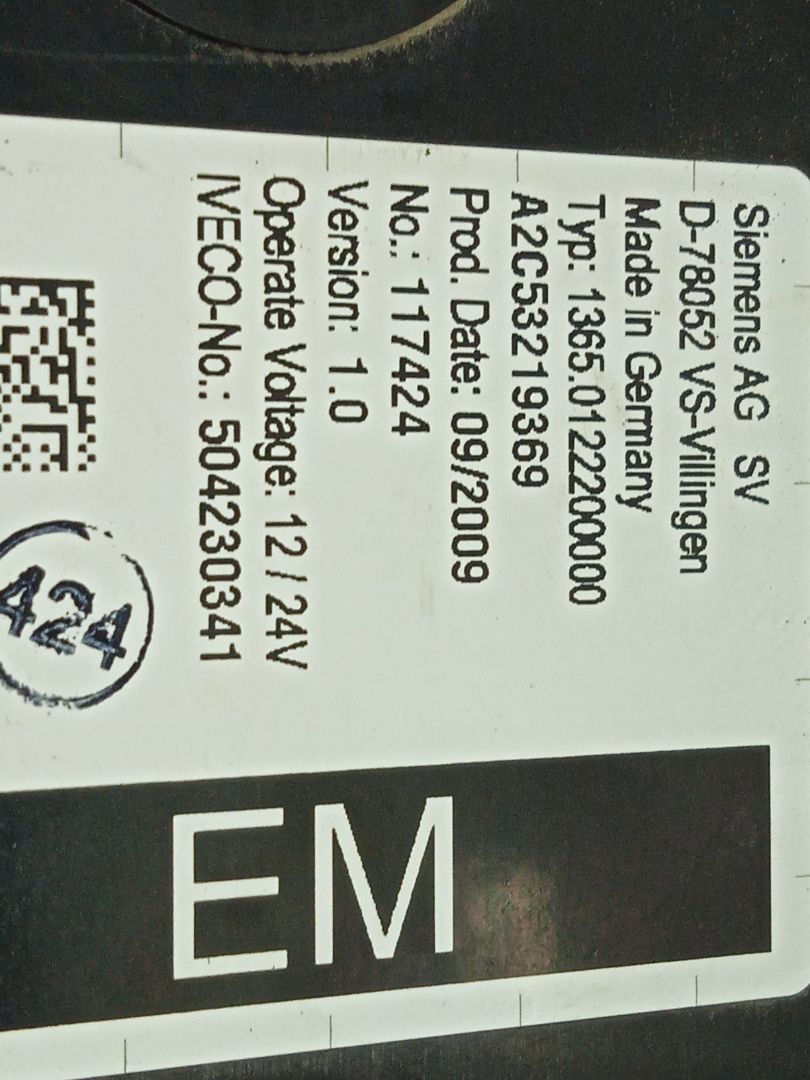 Siemens AG SV
D-78052 VS-Villingen
Made in Germany
Typ: 1365.0122200000
A2C53219369
Prod. Date: 09/2009
No.: 117424
Version: 1.0
Operate Voltage: 12 / 24V
IVECO-No.: 504230341
424
EM